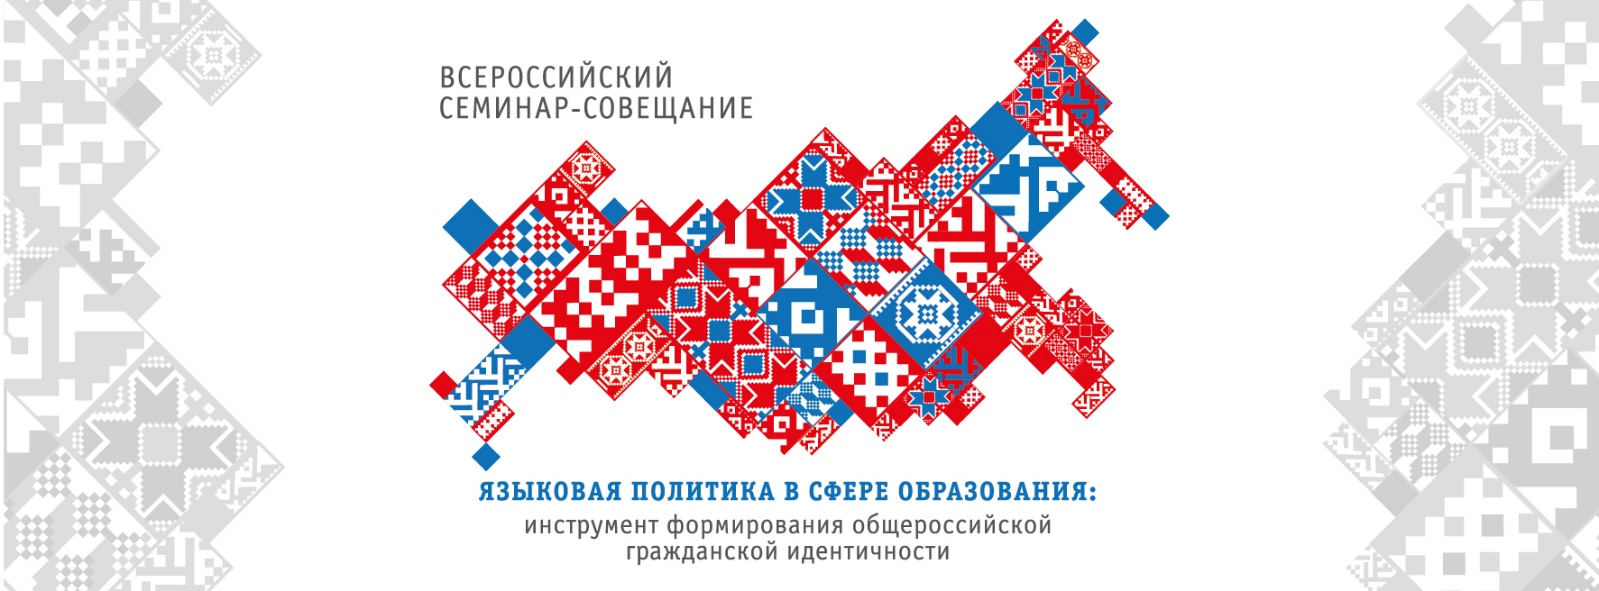 ВСЕРОССИЙСКИЙ
СЕМИНАР-СОВЕЩАНИЕ
ЯЗЫКОВАЯ ПОЛИТИКА В СФЕРЕ ОБРАЗОВАНИЯ:
инструмент формирования общероссийской
гражданской идентичности